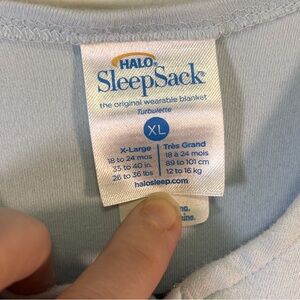 HALO®
SleepSack®
the original wearable blanket
Turbulette
XL
X-Large
18 to 24 mos
35 to 40 in.
26 to 36 lbs
Très Grand
18 à 24 mois
89 to 101 cm
12 to 16 kg
halosleep.com